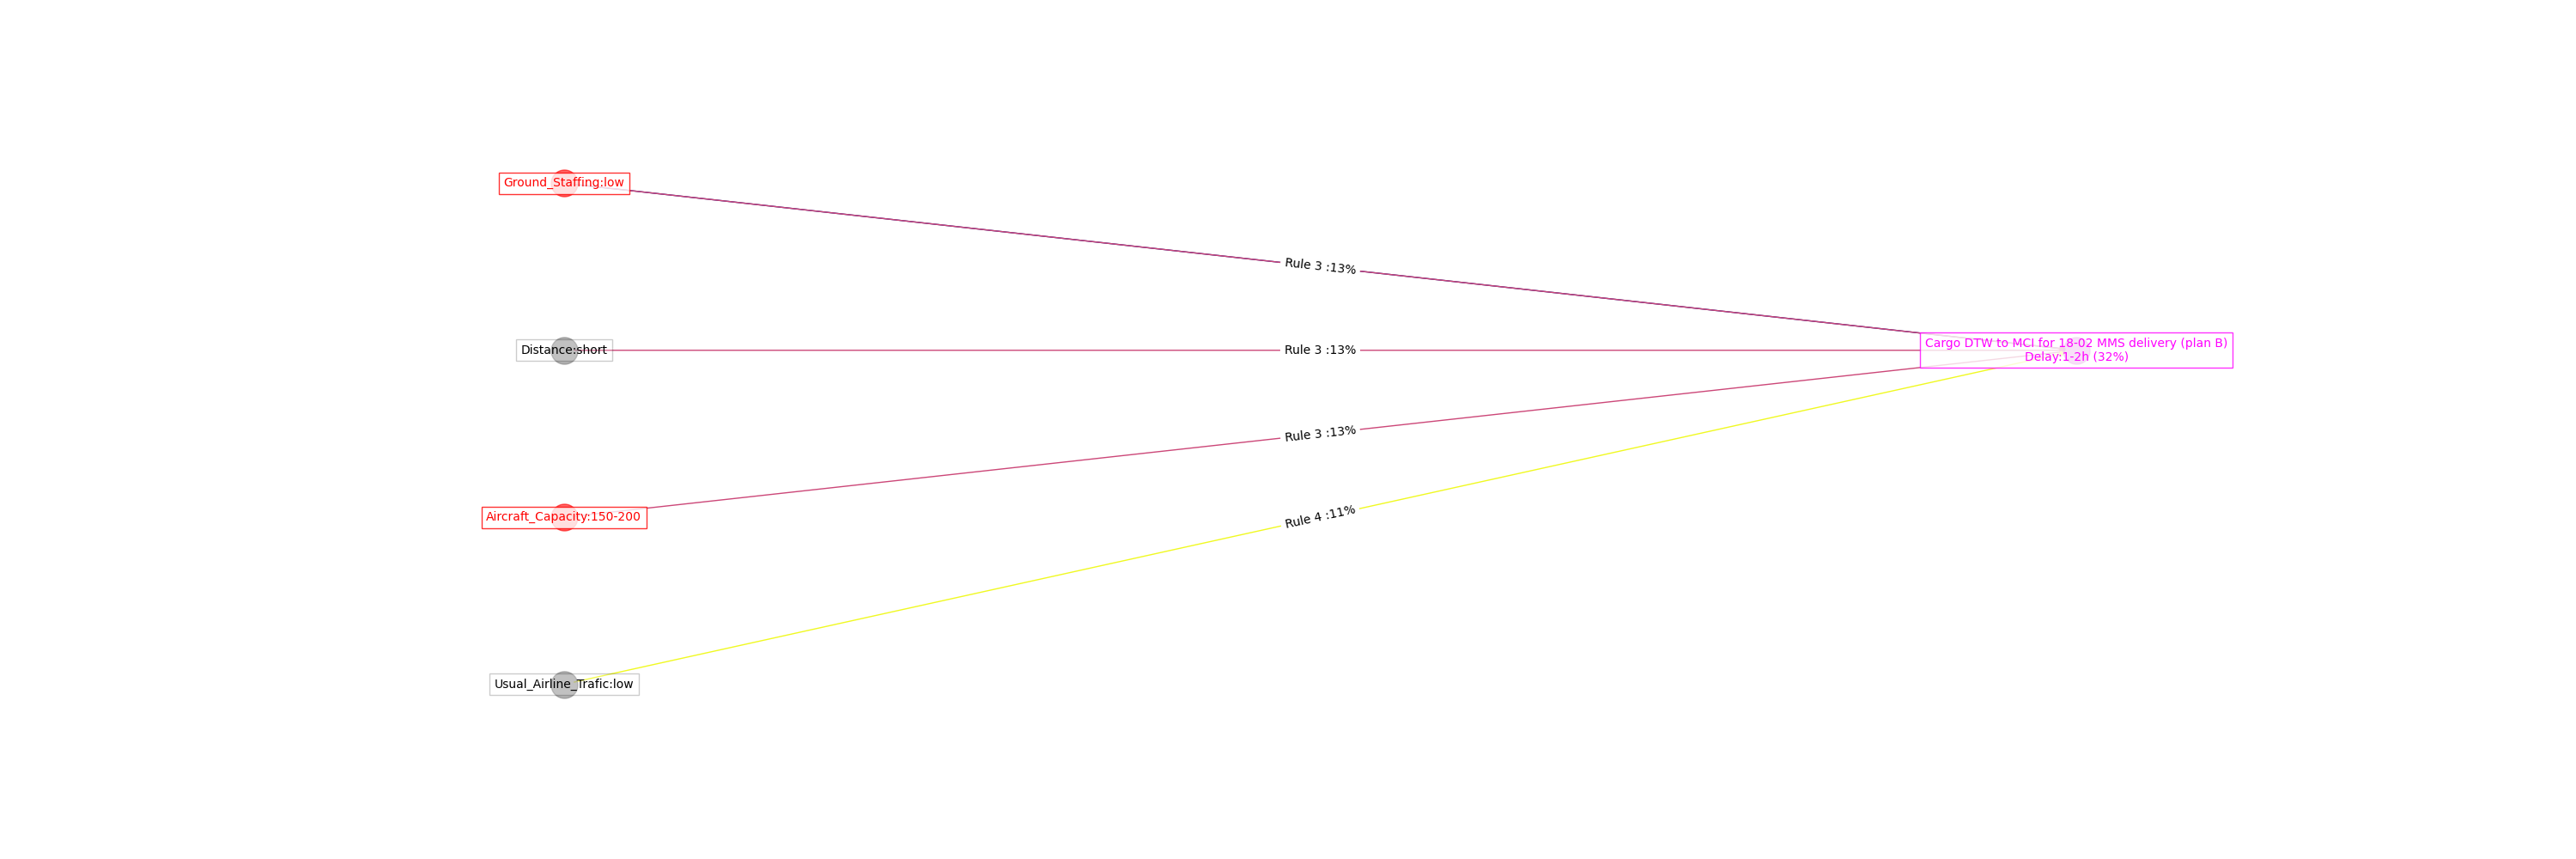 Ground_Staffing:low
Rule 3 :13%
Distance:short
Rule 3 :13%
Cargo DTW to MCI for 18-02 MMS delivery (plan B)
Delay:1-2h (32%)
Rule 3 :13%
Aircraft_Capacity:150-200
Rule 4 :11%
Usual_Airline_Trafic:low